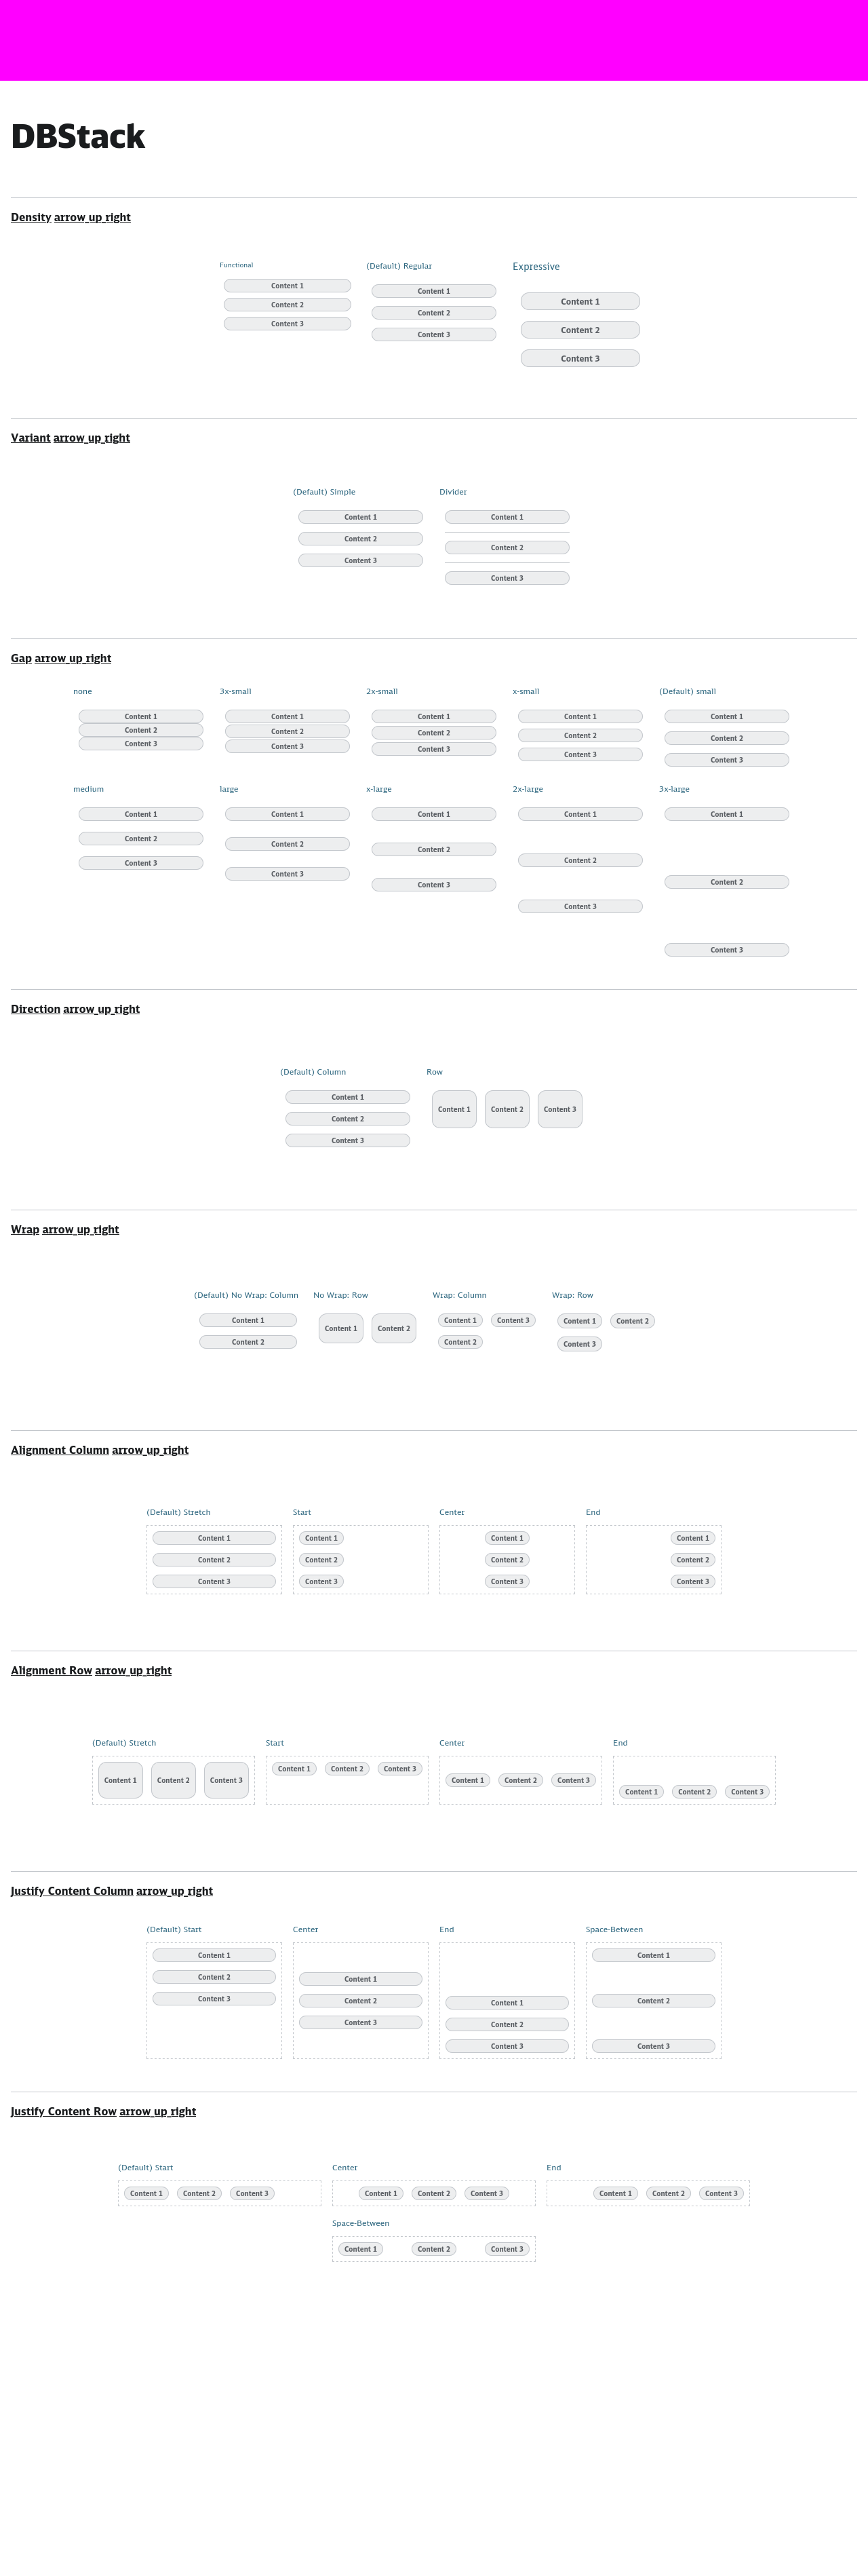 DBStack
Density arrow_up_right
Functional (Default) Regular Expressive
Content 1 Content 1 Content 1
Content 2 Content 2 Content 2
Content 3 Content 3 Content 3
Variant arrow_up_right
(Default) Simple Divider
Content 1 Content 1
Content 2 Content 2
Content 3 Content 3
Gap arrow_up_right
none 3x-small 2x-small x-small (Default) small
Content 1 Content 1 Content 1 Content 1 Content 1
Content 2 Content 2 Content 2 Content 2 Content 2
Content 3 Content 3 Content 3 Content 3 Content 3
medium large x-large 2x-large 3x-large
Content 1 Content 1 Content 1 Content 1 Content 1
Content 2 Content 2 Content 2 Content 2 Content 2
Content 3 Content 3 Content 3 Content 3 Content 3
Direction arrow_up_right
(Default) Column Row
Content 1 Content 1 Content 2 Content 3
Content 2
Content 3
Wrap arrow_up_right
(Default) No Wrap: Column No Wrap: Row Wrap: Column Wrap: Row
Content 1 Content 1 Content 2 Content 1 Content 3 Content 1 Content 2
Content 2 Content 2 Content 3
Alignment Column arrow_up_right
(Default) Stretch Start Center End
Content 1 Content 1 Content 1 Content 1
Content 2 Content 2 Content 2 Content 2
Content 3 Content 3 Content 3 Content 3
Alignment Row arrow_up_right
(Default) Stretch Start Center End
Content 1 Content 2 Content 3 Content 1 Content 2 Content 3 Content 1 Content 2 Content 3 Content 1 Content 2 Content 3
Justify Content Column arrow_up_right
(Default) Start Center End Space-Between
Content 1 Content 1 Content 1 Content 1
Content 2 Content 2 Content 2 Content 2
Content 3 Content 3 Content 3 Content 3
Justify Content Row arrow_up_right
(Default) Start Center End
Content 1 Content 2 Content 3 Content 1 Content 2 Content 3 Content 1 Content 2 Content 3
Space-Between
Content 1 Content 2 Content 3